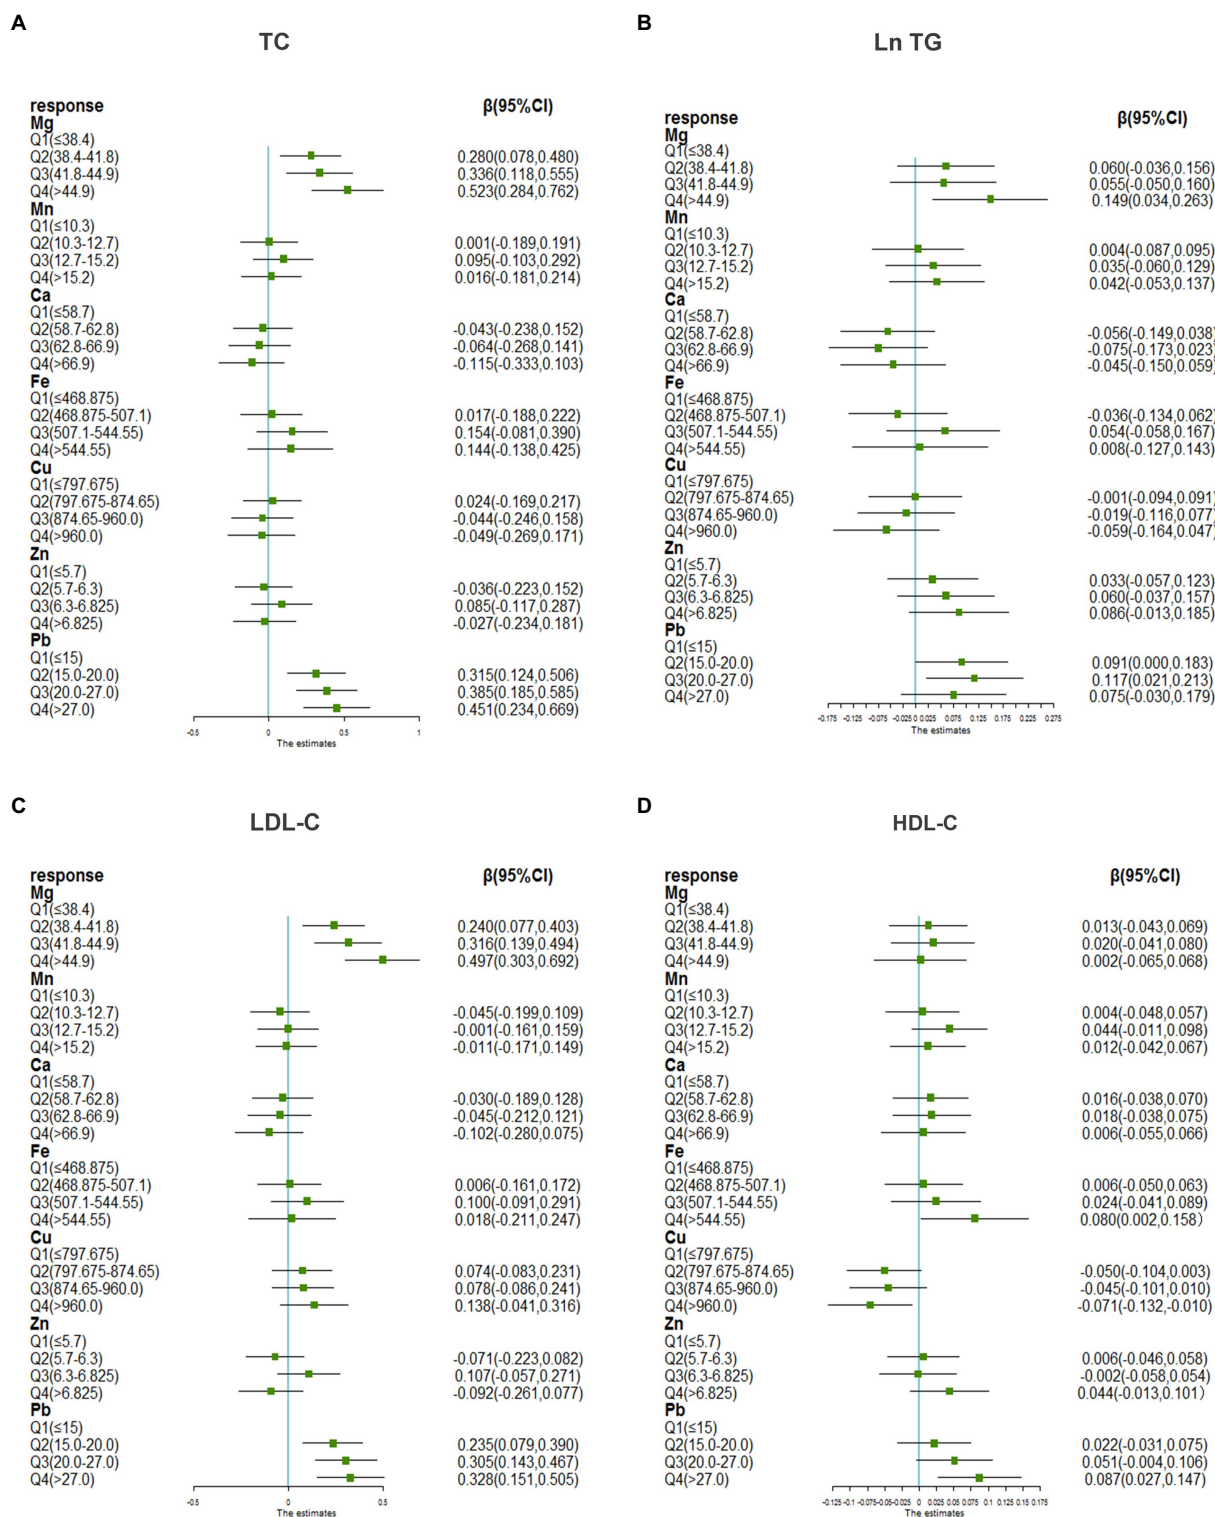 A
TC
response β(95%CI)
Mg
Q1(≤38.4)
Q2(38.4-41.8) 0.280(0.078,0.480)
Q3(41.8-44.9) 0.336(0.118,0.555)
Q4(>44.9) 0.523(0.284,0.762)
Mn
Q1(≤10.3)
Q2(10.3-12.7) 0.001(-0.189,0.191)
Q3(12.7-15.2) 0.095(-0.103,0.292)
Q4(>15.2) 0.016(-0.181,0.214)
Ca
Q1(≤58.7)
Q2(58.7-62.8) -0.043(-0.238,0.152)
Q3(62.8-66.9) -0.064(-0.268,0.141)
Q4(>66.9) -0.115(-0.333,0.103)
Fe
Q1(≤468.875)
Q2(468.875-507.1) 0.017(-0.188,0.222)
Q3(507.1-544.55) 0.154(-0.081,0.390)
Q4(>544.55) 0.144(-0.138,0.425)
Cu
Q1(≤797.675)
Q2(797.675-874.65) 0.024(-0.169,0.217)
Q3(874.65-960.0) -0.044(-0.246,0.158)
Q4(>960.0) -0.049(-0.269,0.171)
Zn
Q1(≤5.7)
Q2(5.7-6.3) -0.036(-0.223,0.152)
Q3(6.3-6.825) 0.085(-0.117,0.287)
Q4(>6.825) -0.027(-0.234,0.181)
Pb
Q1(≤15)
Q2(15.0-20.0) 0.315(0.124,0.506)
Q3(20.0-27.0) 0.385(0.185,0.585)
Q4(>27.0) 0.451(0.234,0.669)
-0.5 0 0.5 1
The estimates
B
Ln TG
response β(95%CI)
Mg
Q1(≤38.4)
Q2(38.4-41.8) 0.060(-0.036,0.156)
Q3(41.8-44.9) 0.055(-0.050,0.160)
Q4(>44.9) 0.149(0.034,0.263)
Mn
Q1(≤10.3)
Q2(10.3-12.7) 0.004(-0.087,0.095)
Q3(12.7-15.2) 0.035(-0.060,0.129)
Q4(>15.2) 0.042(-0.053,0.137)
Ca
Q1(≤58.7)
Q2(58.7-62.8) -0.056(-0.149,0.038)
Q3(62.8-66.9) -0.075(-0.173,0.023)
Q4(>66.9) -0.045(-0.150,0.059)
Fe
Q1(≤468.875)
Q2(468.875-507.1) -0.036(-0.134,0.062)
Q3(507.1-544.55) 0.054(-0.058,0.167)
Q4(>544.55) 0.008(-0.127,0.143)
Cu
Q1(≤797.675)
Q2(797.675-874.65) -0.001(-0.094,0.091)
Q3(874.65-960.0) -0.019(-0.116,0.077)
Q4(>960.0) -0.059(-0.164,0.047)
Zn
Q1(≤5.7)
Q2(5.7-6.3) 0.033(-0.057,0.123)
Q3(6.3-6.825) 0.060(-0.037,0.157)
Q4(>6.825) 0.086(-0.013,0.185)
Pb
Q1(≤15)
Q2(15.0-20.0) 0.091(0.000,0.183)
Q3(20.0-27.0) 0.117(0.021,0.213)
Q4(>27.0) 0.075(-0.030,0.179)
-0.175 -0.125 -0.075 -0.025 0 0.025 0.075 0.125 0.175 0.225 0.275
The estimates
C
LDL-C
response β(95%CI)
Mg
Q1(≤38.4)
Q2(38.4-41.8) 0.240(0.077,0.403)
Q3(41.8-44.9) 0.316(0.139,0.494)
Q4(>44.9) 0.497(0.303,0.692)
Mn
Q1(≤10.3)
Q2(10.3-12.7) -0.045(-0.199,0.109)
Q3(12.7-15.2) -0.001(-0.161,0.159)
Q4(>15.2) -0.011(-0.171,0.149)
Ca
Q1(≤58.7)
Q2(58.7-62.8) -0.030(-0.189,0.128)
Q3(62.8-66.9) -0.045(-0.212,0.121)
Q4(>66.9) -0.102(-0.280,0.075)
Fe
Q1(≤468.875)
Q2(468.875-507.1) 0.006(-0.161,0.172)
Q3(507.1-544.55) 0.100(-0.091,0.291)
Q4(>544.55) 0.018(-0.211,0.247)
Cu
Q1(≤797.675)
Q2(797.675-874.65) 0.074(-0.083,0.231)
Q3(874.65-960.0) 0.078(-0.086,0.241)
Q4(>960.0) 0.138(-0.041,0.316)
Zn
Q1(≤5.7)
Q2(5.7-6.3) -0.071(-0.223,0.082)
Q3(6.3-6.825) 0.107(-0.057,0.271)
Q4(>6.825) -0.092(-0.261,0.077)
Pb
Q1(≤15)
Q2(15.0-20.0) 0.235(0.079,0.390)
Q3(20.0-27.0) 0.305(0.143,0.467)
Q4(>27.0) 0.328(0.151,0.505)
0 0.5
The estimates
D
HDL-C
response β(95%CI)
Mg
Q1(≤38.4)
Q2(38.4-41.8) 0.013(-0.043,0.069)
Q3(41.8-44.9) 0.020(-0.041,0.080)
Q4(>44.9) 0.002(-0.065,0.068)
Mn
Q1(≤10.3)
Q2(10.3-12.7) 0.004(-0.048,0.057)
Q3(12.7-15.2) 0.044(-0.011,0.098)
Q4(>15.2) 0.012(-0.042,0.067)
Ca
Q1(≤58.7)
Q2(58.7-62.8) 0.016(-0.038,0.070)
Q3(62.8-66.9) 0.018(-0.038,0.075)
Q4(>66.9) 0.006(-0.055,0.066)
Fe
Q1(≤468.875)
Q2(468.875-507.1) 0.006(-0.050,0.063)
Q3(507.1-544.55) 0.024(-0.041,0.089)
Q4(>544.55) 0.080(0.002,0.158)
Cu
Q1(≤797.675)
Q2(797.675-874.65) -0.050(-0.104,0.003)
Q3(874.65-960.0) -0.045(-0.101,0.010)
Q4(>960.0) -0.071(-0.132,-0.010)
Zn
Q1(≤5.7)
Q2(5.7-6.3) 0.006(-0.046,0.058)
Q3(6.3-6.825) -0.002(-0.058,0.054)
Q4(>6.825) 0.044(-0.013,0.101)
Pb
Q1(≤15)
Q2(15.0-20.0) 0.022(-0.031,0.075)
Q3(20.0-27.0) 0.051(-0.004,0.106)
Q4(>27.0) 0.087(0.027,0.147)
-0.125 -0.1 -0.075 -0.05 -0.025 0 0.025 0.05 0.075 0.1 0.125 0.15 0.175
The estimates